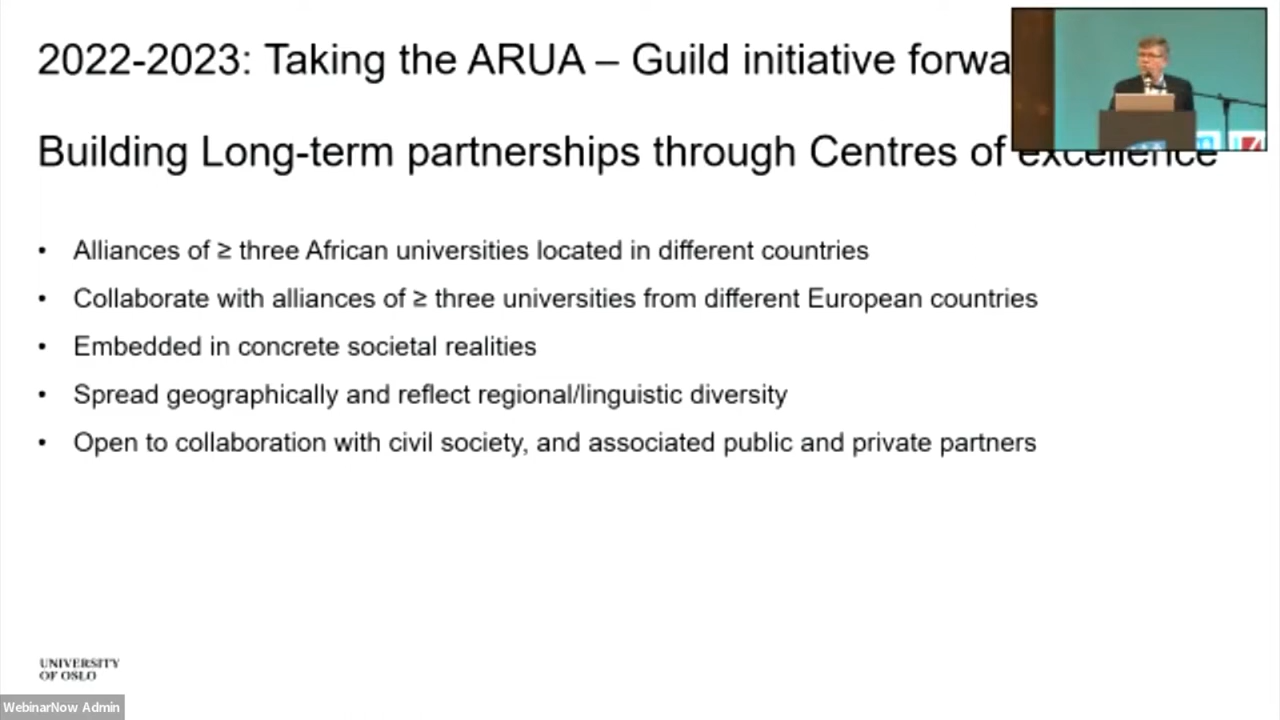 2022-2023: Taking the ARUA – Guild initiative forwa
Building Long-term partnerships through Centres of excellence
• Alliances of ≥ three African universities located in different countries
• Collaborate with alliances of ≥ three universities from different European countries
• Embedded in concrete societal realities
• Spread geographically and reflect regional/linguistic diversity
• Open to collaboration with civil society, and associated public and private partners
UNIVERSITY
OF OSLO
WebinarNow Admin